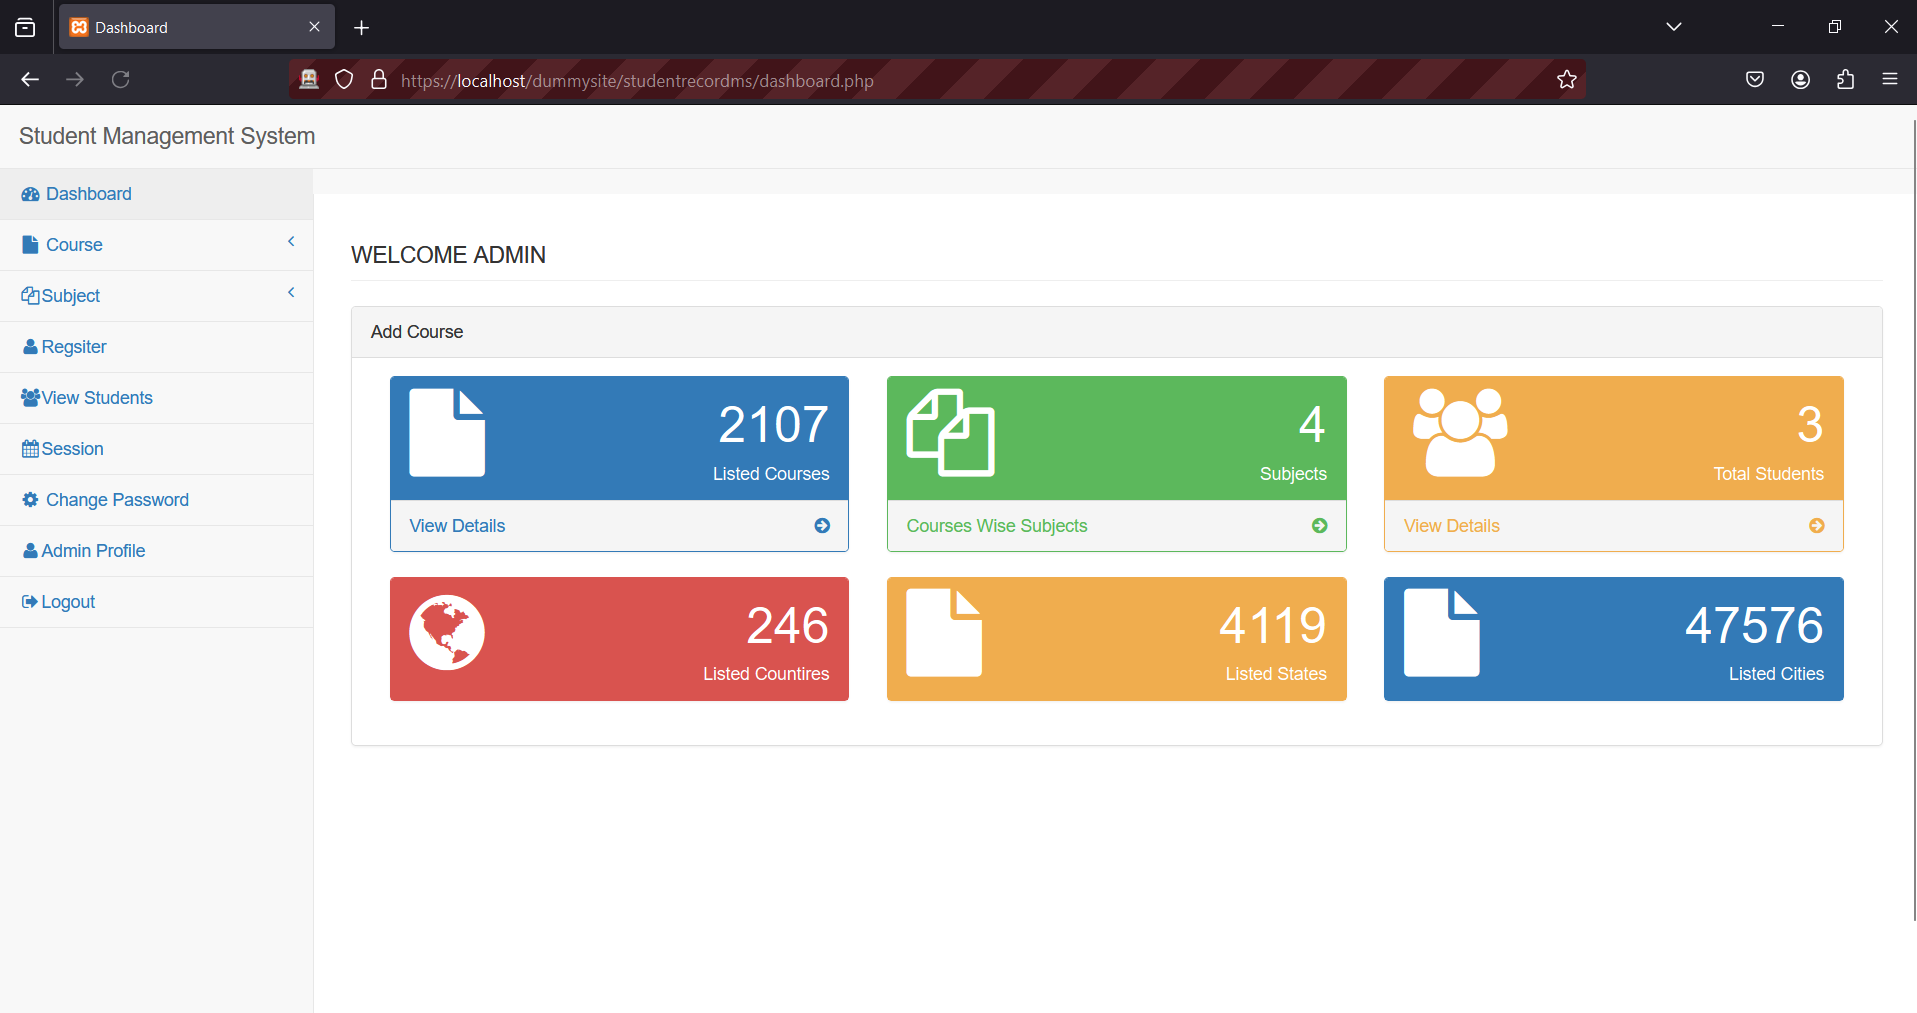 Dashboard
https://localhost/dummysite/studentrecordms/dashboard.php
Student Management System
Dashboard
Course
Subject
Regsiter
View Students
Session
Change Password
Admin Profile
Logout
WELCOME ADMIN
Add Course
2107
Listed Courses
View Details
4
Subjects
Courses Wise Subjects
3
Total Students
View Details
246
Listed Countires
4119
Listed States
47576
Listed Cities